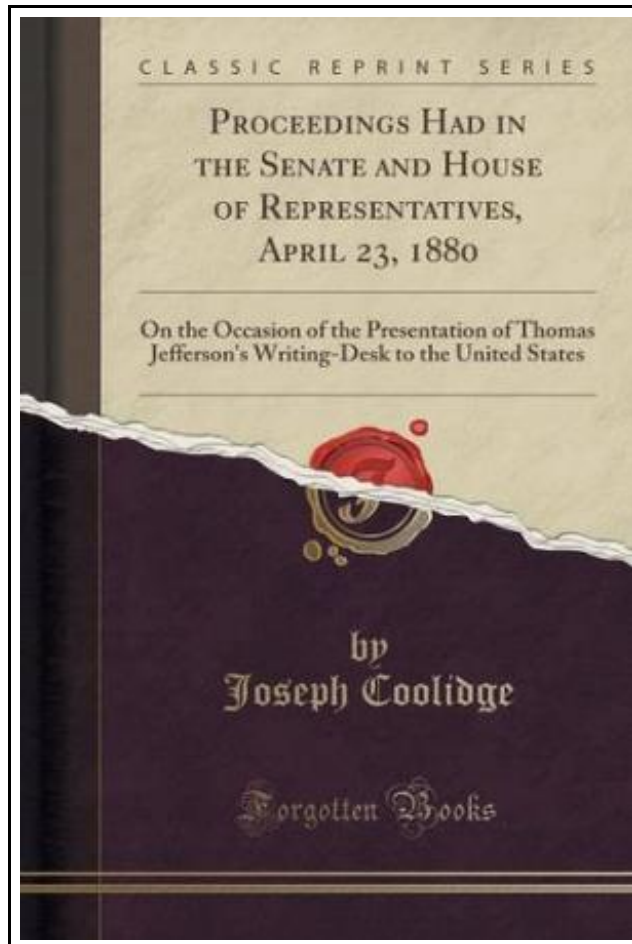 CLASSIC REPRINT SERIES
PROCEEDINGS HAD IN
THE SENATE AND HOUSE
OF REPRESENTATIVES,
APRIL 23, 1880
On the Occasion of the Presentation of Thomas
Jefferson's Writing-Desk to the United States
by
Joseph Coolidge
Forgotten Books